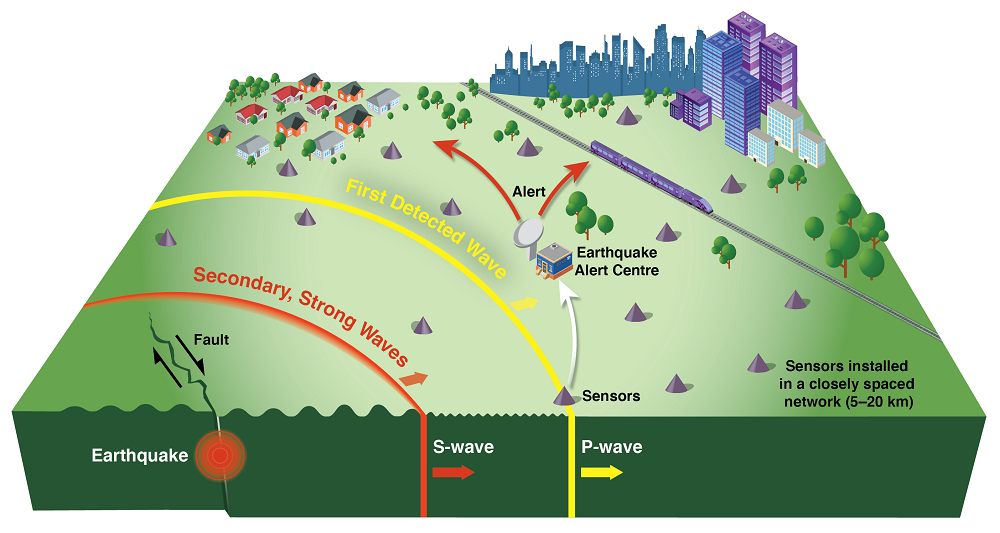 First Detected Wave
Alert
Earthquake
Alert Centre
Secondary, Strong Waves
Fault
Sensors installed
in a closely spaced
network (5–20 km)
Sensors
Earthquake
S-wave
P-wave